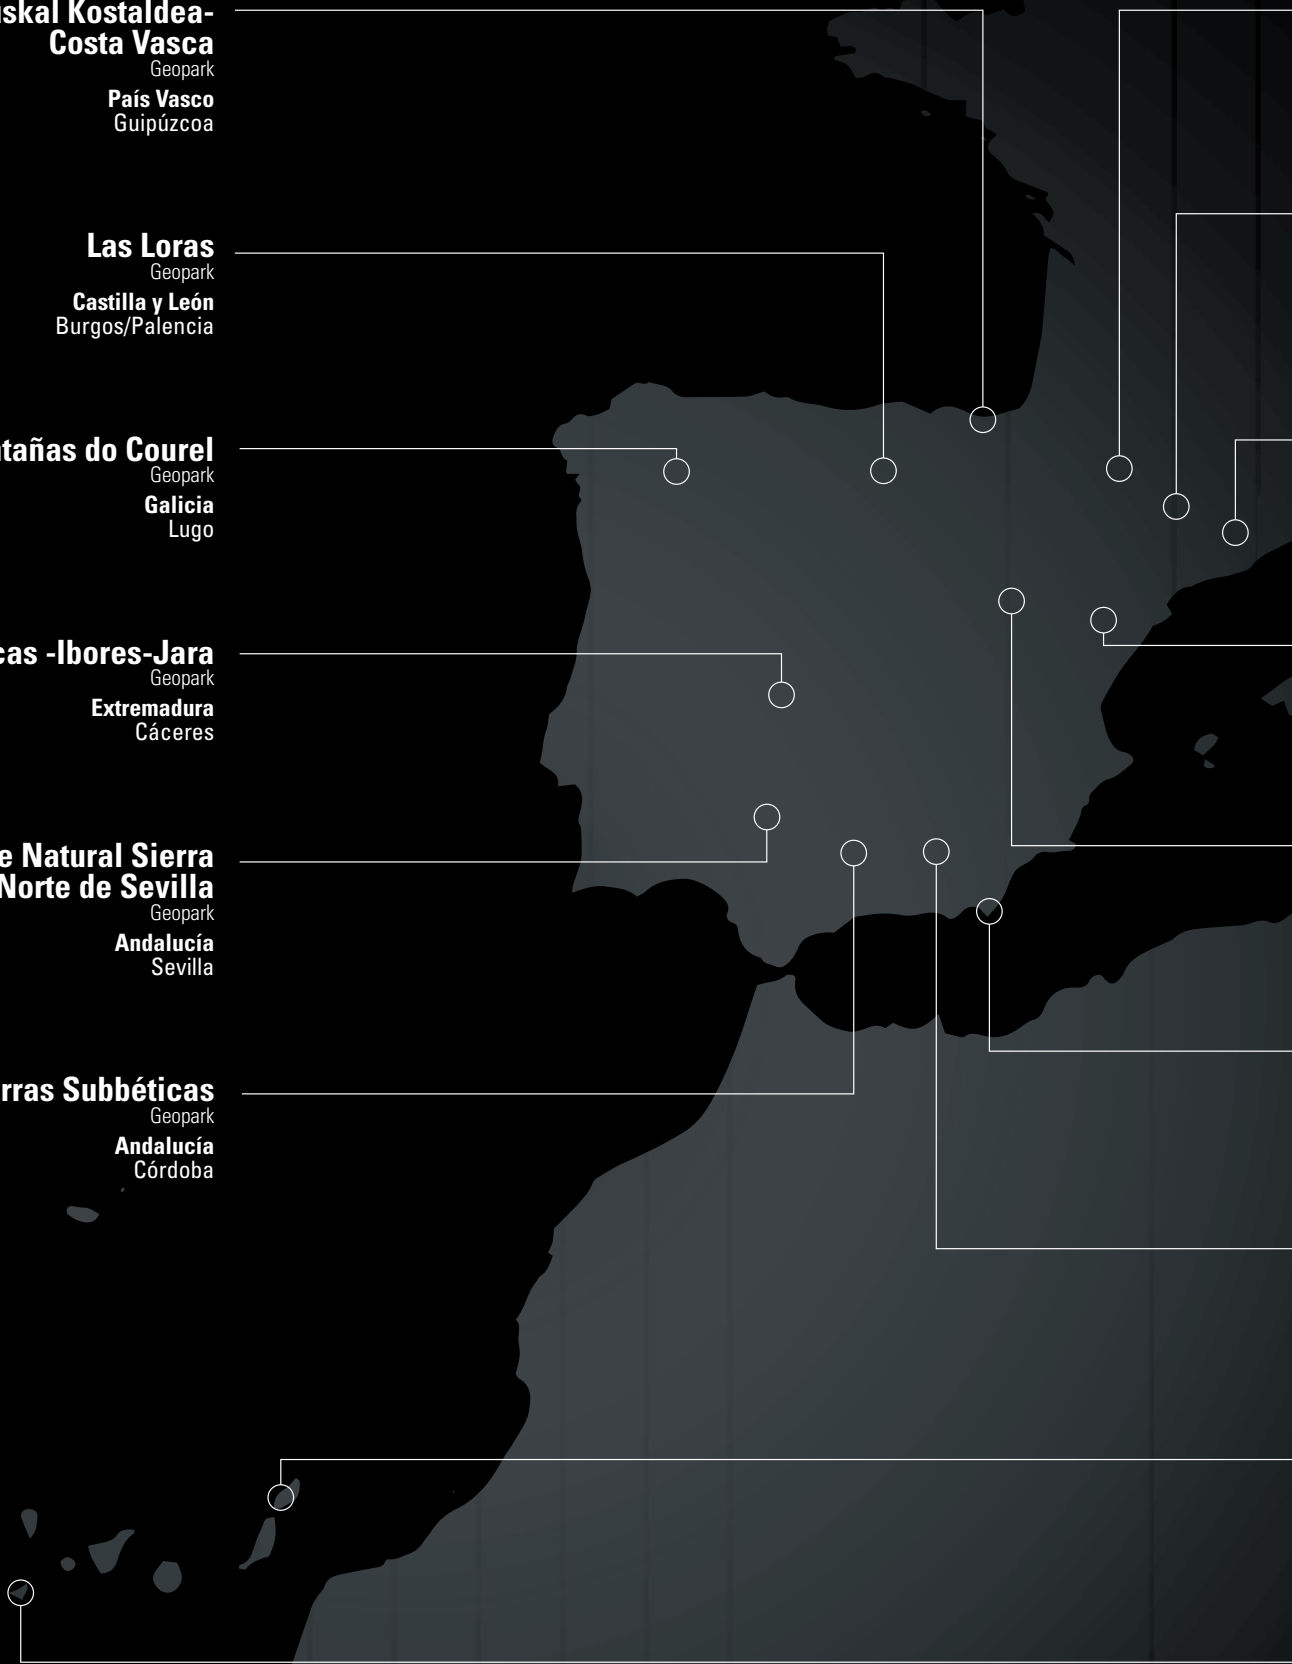 uskal Kostaldea-
Costa Vasca
Geopark
País Vasco
Guipúzcoa
Las Loras
Geopark
Castilla y León
Burgos/Palencia
tañas do Courel
Geopark
Galicia
Lugo
cas -Ibores-Jara
Geopark
Extremadura
Cáceres
e Natural Sierra
Norte de Sevilla
Geopark
Andalucía
Sevilla
rras Subbéticas
Geopark
Andalucía
Córdoba